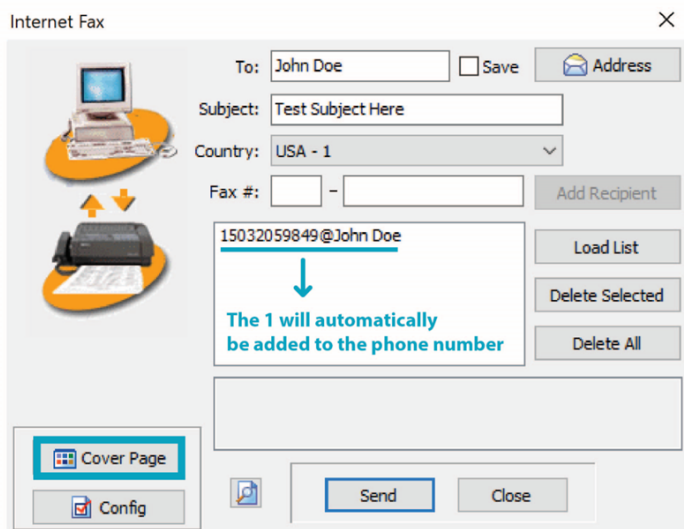 Internet Fax
To: John Doe Save Address
Subject: Test Subject Here
Country: USA - 1
Fax #: - Add Recipient
15032059849@John Doe
Load List
The 1 will automatically
be added to the phone number
Delete Selected
Delete All
Cover Page
Config
Send Close